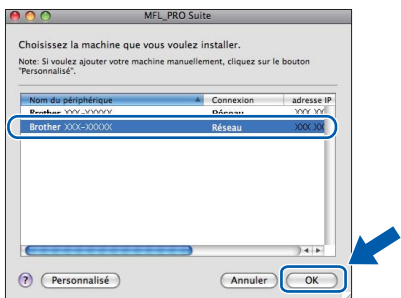 MFL_PRO Suite
Choisissez la machine que vous voulez installer.
Note: Si voulez ajouter votre machine manuellement, cliquez sur le bouton
"Personnalisé".
Nom du périphérique Connexion adresse IP
Brother XXX-XXXXX Réseau XXX.XX
Brother XXX-XXXXX Réseau XXX.XX
? Personnalisé Annuler OK